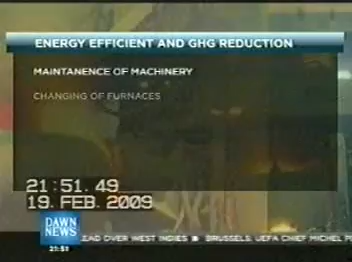 ENERGY EFFICIENT AND GHG REDUCTION
MAINTANENCE OF MACHINERY
CHANGING OF FURNACES
21:51.49
19. FEB. 2009
DAWN
NEWS
21:51
EAD OVER WEST INDIES BRUSSELS: UEFA CHIEF MICHEL P